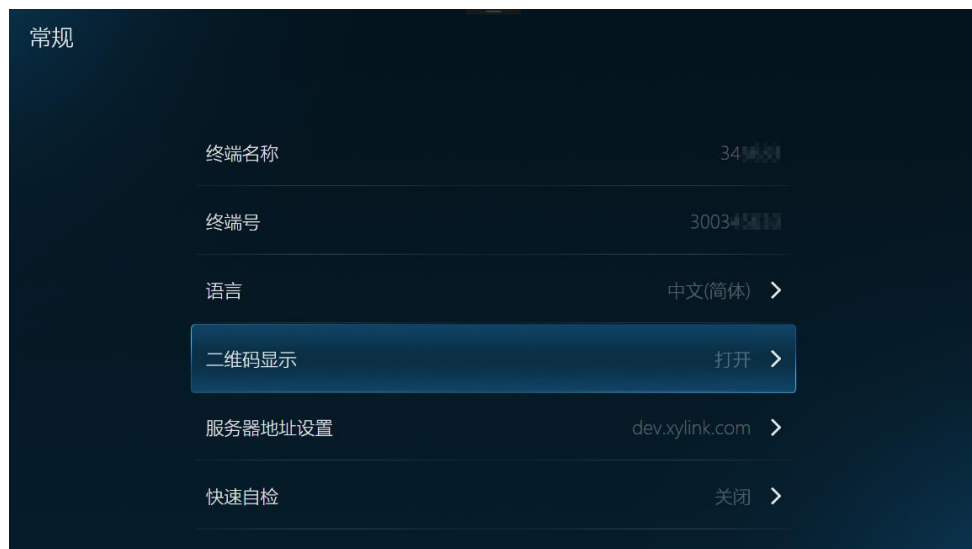 常规
终端名称 34
终端号 3003
语言 中文(简体)
二维码显示 打开
服务器地址设置 dev.xylink.com
快速自检 关闭